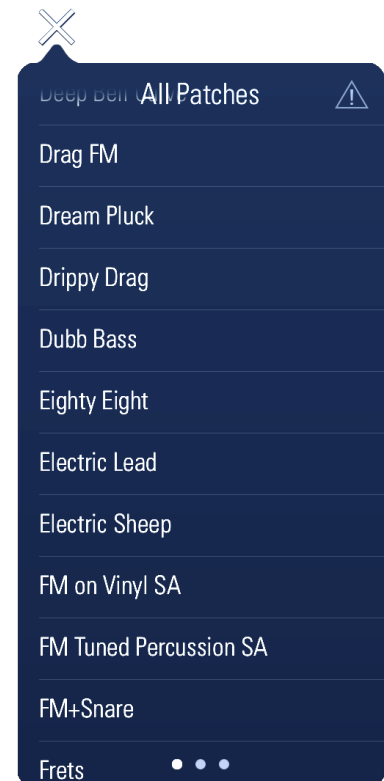 All Patches
Drag FM
Dream Pluck
Drippy Drag
Dubb Bass
Eighty Eight
Electric Lead
Electric Sheep
FM on Vinyl SA
FM Tuned Percussion SA
FM+Snare
Frets